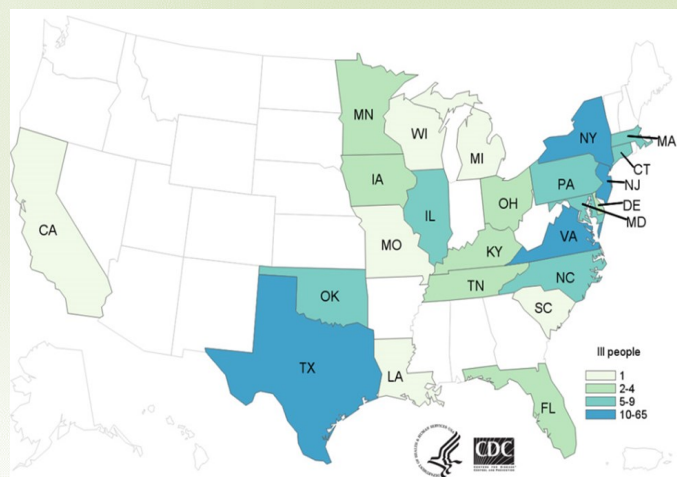 MN
WI
MI
NY
MA
CT
NJ
DE
MD
PA
IA
IL
OH
CA
MO
KY
VA
TN
NC
OK
SC
TX
LA
FL
Ill people
1
2-4
5-9
10-65
CDC